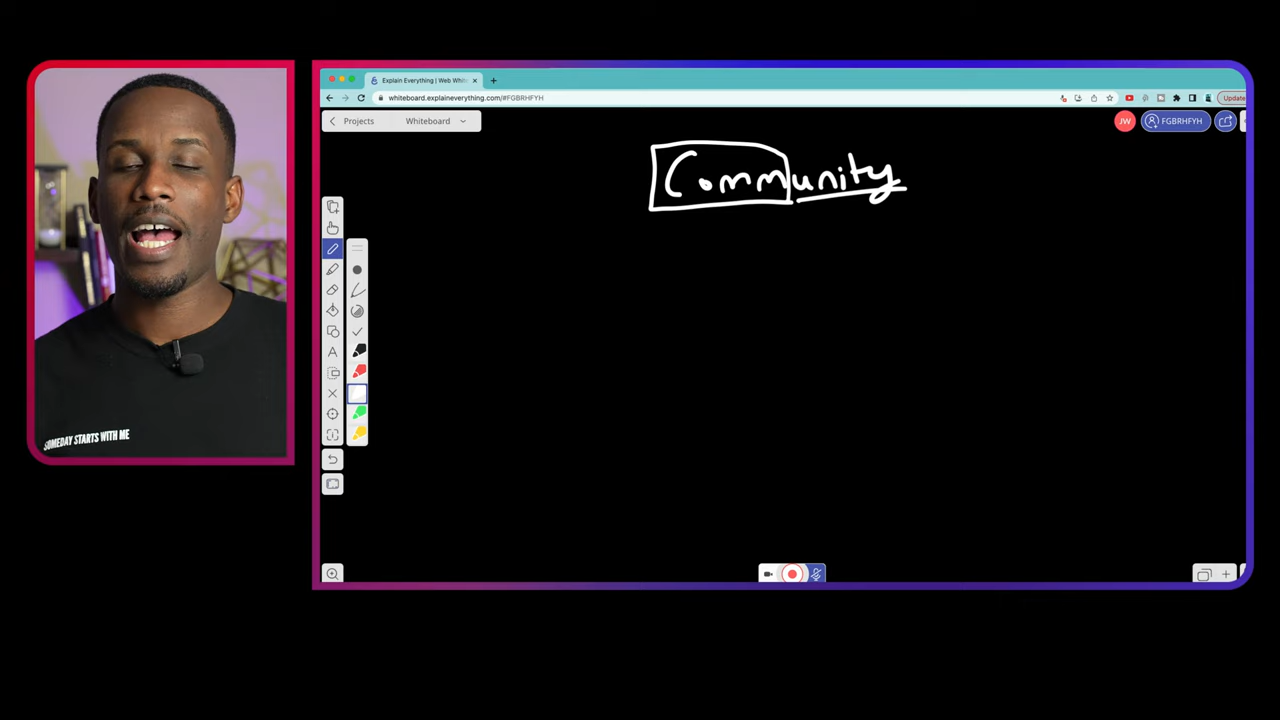 Explain Everything | Web Whit
whiteboard.explaineverything.com/#FGBRHFYH
Update
Projects
Whiteboard
JW
FGBRHFYH
Community
A
SOMEDAY STARTS WITH ME